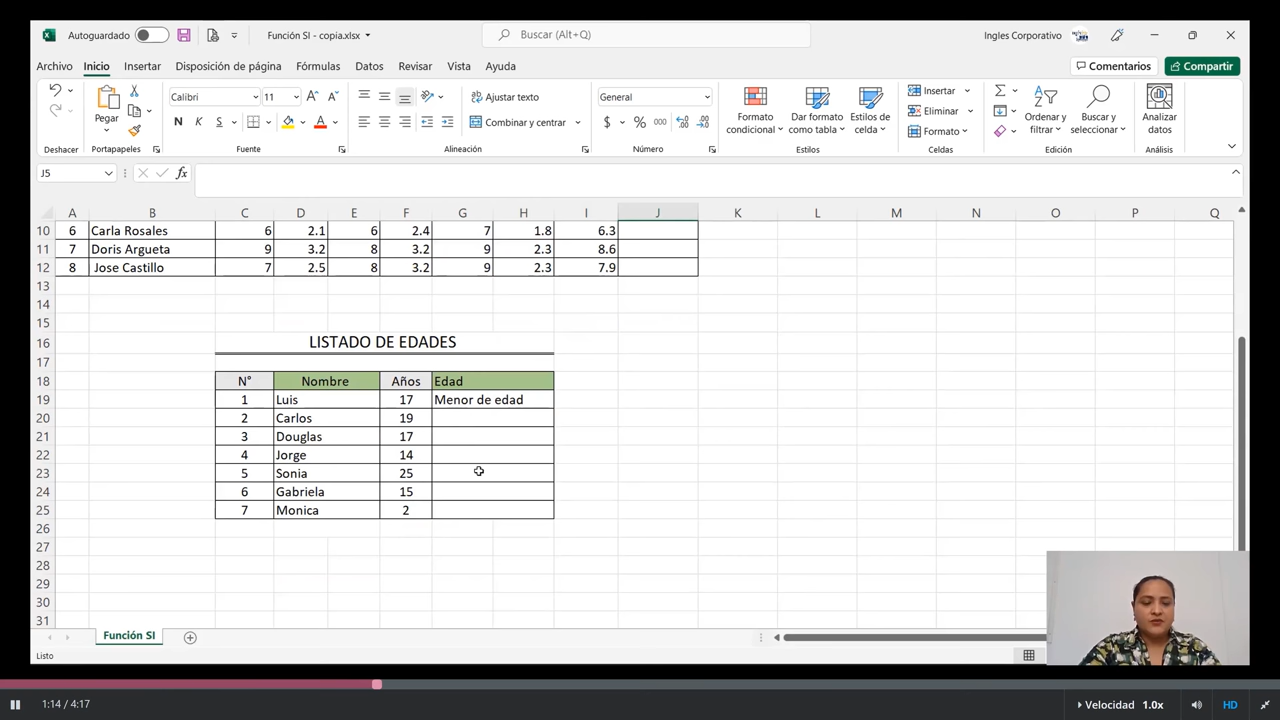 Autoguardado
Función SI - copia.xlsx
Buscar (Alt+Q)
Ingles Corporativo
Archivo Inicio Insertar Disposición de página Fórmulas Datos Revisar Vista Ayuda
Comentarios Compartir
Pegar
Calibri 11
N K S
Ajustar texto
Combinar y centrar
General
$ % 000
Formato condicional
Dar formato como tabla
Estilos de celda
Insertar
Eliminar
Formato
Ordenar y filtrar
Buscar y seleccionar
Analizar datos
Deshacer Portapapeles Fuente Alineación Número Estilos Celdas Edición Análisis
J5 fx
A B C D E F G H I J K L M N O P Q
10 6 Carla Rosales 6 2.1 6 2.4 7 1.8 6.3
11 7 Doris Argueta 9 3.2 8 3.2 9 2.3 8.6
12 8 Jose Castillo 7 2.5 8 3.2 9 2.3 7.9
13
14
15
16 LISTADO DE EDADES
17
18 N° Nombre Años Edad
19 1 Luis 17 Menor de edad
20 2 Carlos 19
21 3 Douglas 17
22 4 Jorge 14
23 5 Sonia 25
24 6 Gabriela 15
25 7 Monica 2
26
27
28
29
30
31
Función SI
Listo
1:14 / 4:17
Velocidad 1.0x
HD